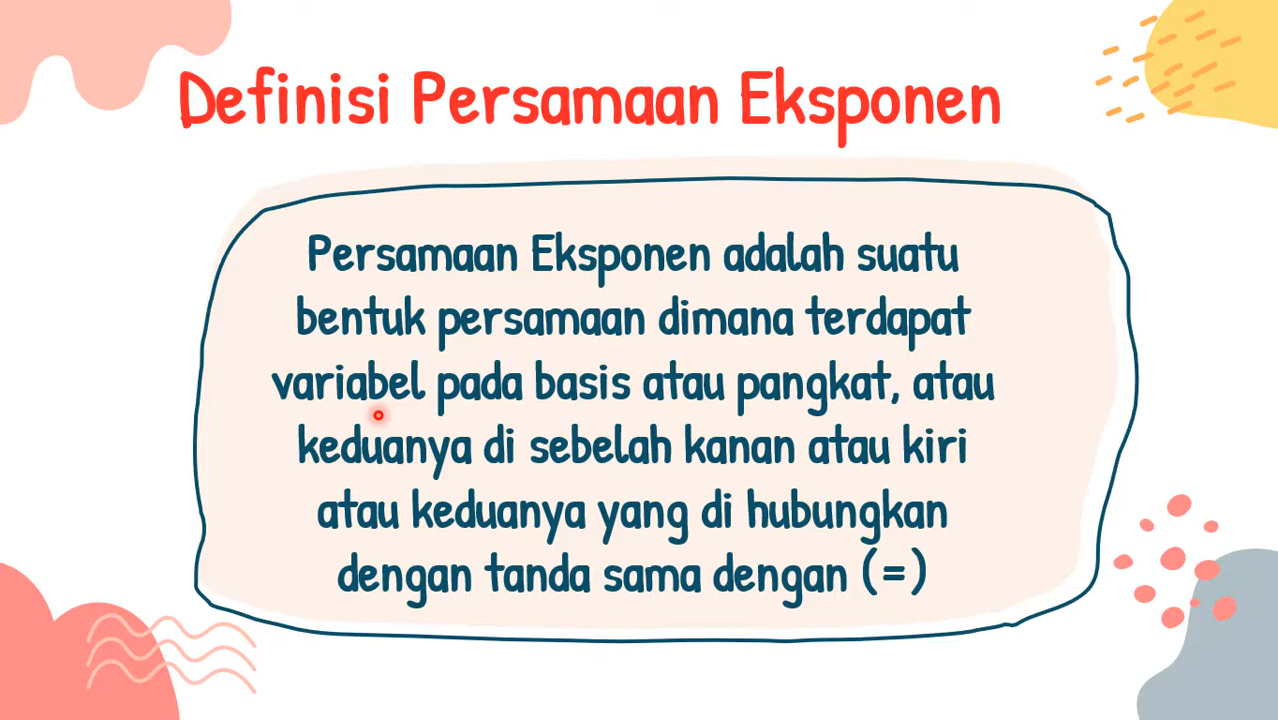 Definisi Persamaan Eksponen
Persamaan Eksponen adalah suatu
bentuk persamaan dimana terdapat
variabel pada basis atau pangkat, atau
keduanya di sebelah kanan atau kiri
atau keduanya yang di hubungkan
dengan tanda sama dengan (=)